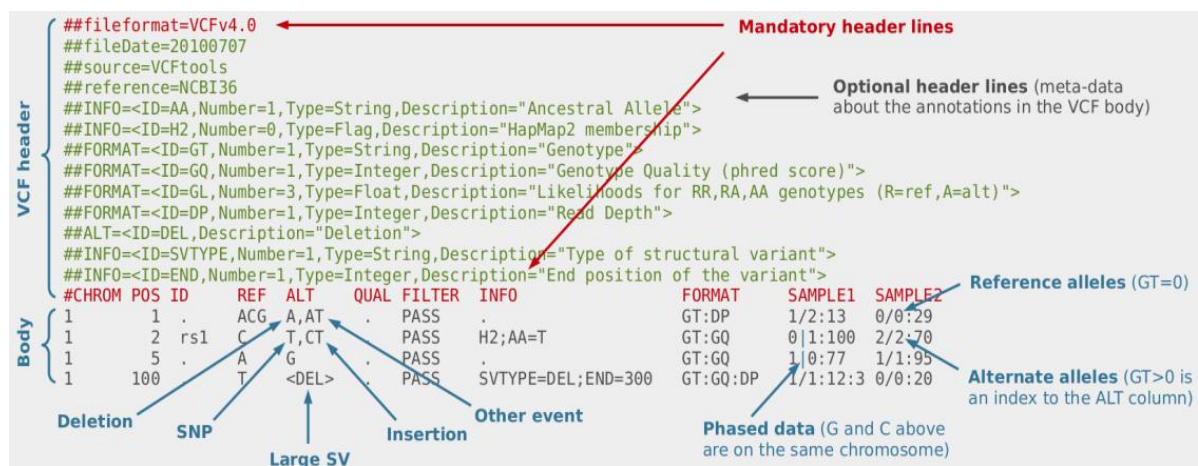 ##fileformat=VCFv4.0
Mandatory header lines
##fileDate=20100707
##source=VCFtools
##reference=NCBI36
##INFO=<ID=AA,Number=1,Type=String,Description="Ancestral Allele">
Optional header lines (meta-data
about the annotations in the VCF body)
##INFO=<ID=H2,Number=0,Type=Flag,Description="HapMap2 membership">
##FORMAT=<ID=GT,Number=1,Type=String,Description="Genotype">
##FORMAT=<ID=GQ,Number=1,Type=Integer,Description="Genotype Quality (phred score)">
##FORMAT=<ID=GL,Number=3,Type=Float,Description="Likelihoods for RR,RA,AA genotypes (R=ref,A=alt)">
##FORMAT=<ID=DP,Number=1,Type=Integer,Description="Read Depth">
##ALT=<ID=DEL,Description="Deletion">
##INFO=<ID=SVTYPE,Number=1,Type=String,Description="Type of structural variant">
##INFO=<ID=END,Number=1,Type=Integer,Description="End position of the variant">
VCF header
#CHROM POS ID REF ALT QUAL FILTER INFO FORMAT SAMPLE1 SAMPLE2
Reference alleles (GT=0)
Body
1 1 . ACG A,AT . PASS . GT:DP 1/2:13 0/0:29
1 2 rs1 C T,CT . PASS H2;AA=T GT:GQ 0|1:100 2/2:70
1 5 . A G . PASS . GT:GQ 1|0:77 1/1:95
1 100 . T <DEL> . PASS SVTYPE=DEL;END=300 GT:GQ:DP 1/1:12:3 0/0:20
Alternate alleles (GT>0 is
an index to the ALT column)
Deletion
SNP
Large SV
Insertion
Other event
Phased data (G and C above
are on the same chromosome)